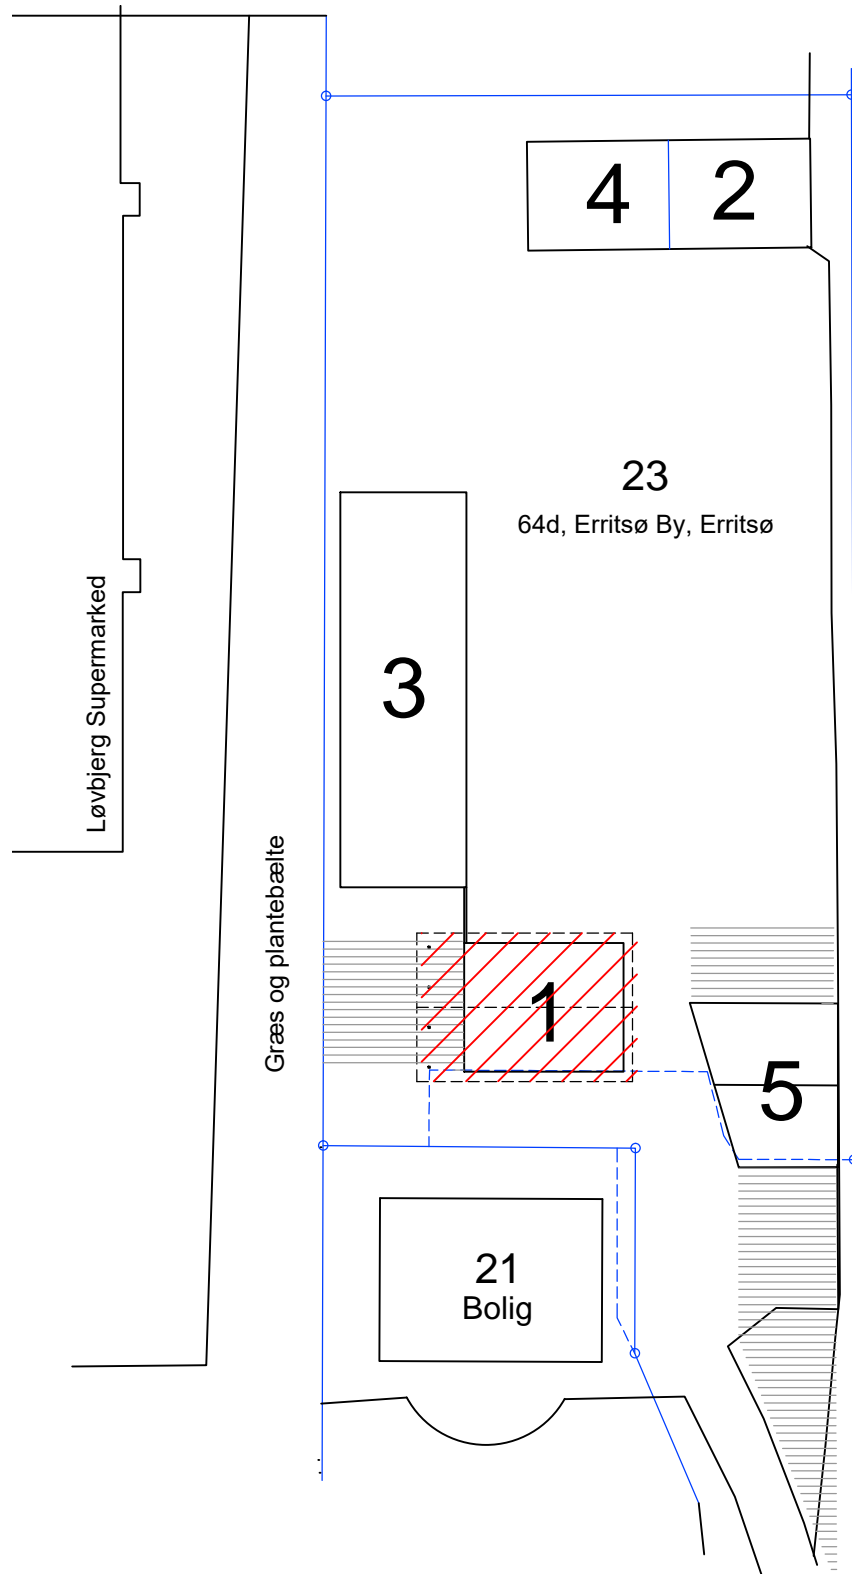 4
2
23
64d, Erritsø By, Erritsø
3
Løvbjerg Supermarked
Græs og plantebælte
1
5
21
Bolig